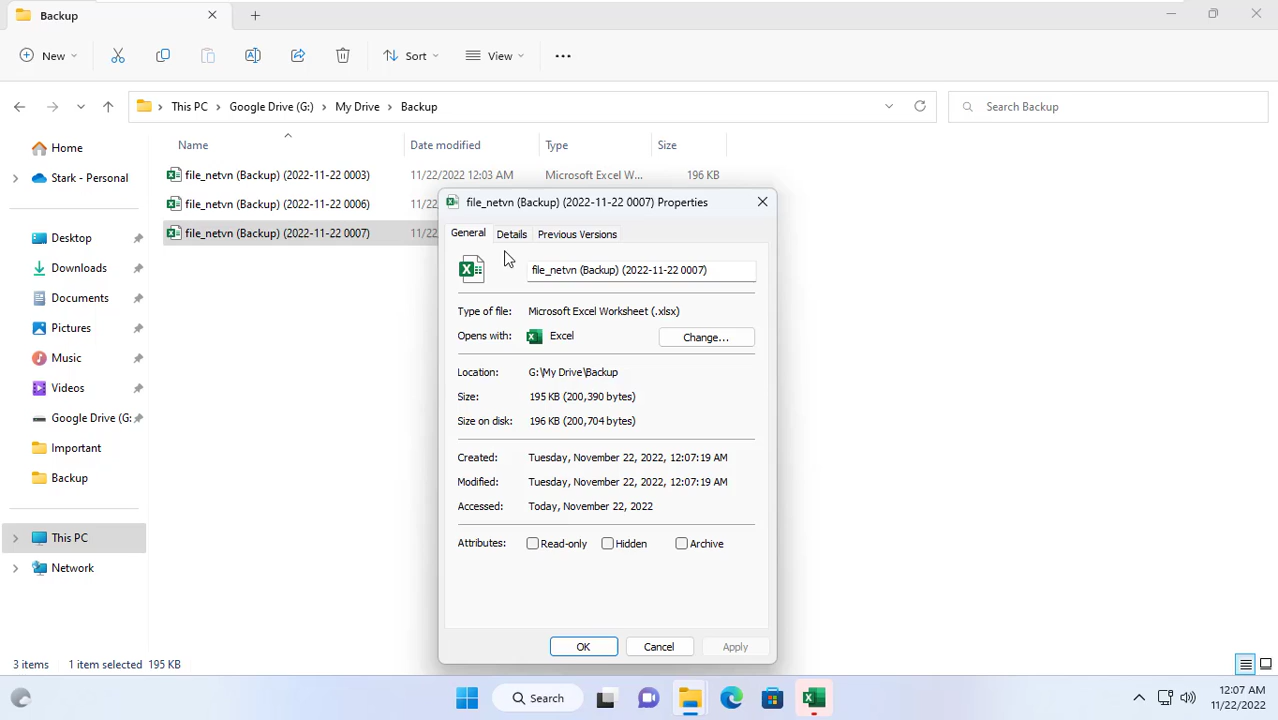 Backup
New Sort View
This PC Google Drive (G:) My Drive Backup Search Backup
Name Date modified Type Size
Home
Stark - Personal
Desktop
Downloads
Documents
Pictures
Music
Videos
Google Drive (G:
Important
Backup
This PC
Network
file_netvn (Backup) (2022-11-22 0003) 11/22/2022 12:03 AM Microsoft Excel W... 196 KB
file_netvn (Backup) (2022-11-22 0006)
file_netvn (Backup) (2022-11-22 0007) 11/22
file_netvn (Backup) (2022-11-22 0007) Properties
General Details Previous Versions
file_netvn (Backup) (2022-11-22 0007)
Type of file: Microsoft Excel Worksheet (.xlsx)
Opens with: Excel Change...
Location: G:\My Drive\Backup
Size: 195 KB (200,390 bytes)
Size on disk: 196 KB (200,704 bytes)
Created: Tuesday, November 22, 2022, 12:07:19 AM
Modified: Tuesday, November 22, 2022, 12:07:19 AM
Accessed: Today, November 22, 2022
Attributes: Read-only Hidden Archive
OK Cancel Apply
3 items 1 item selected 195 KB
Search
12:07 AM
11/22/2022